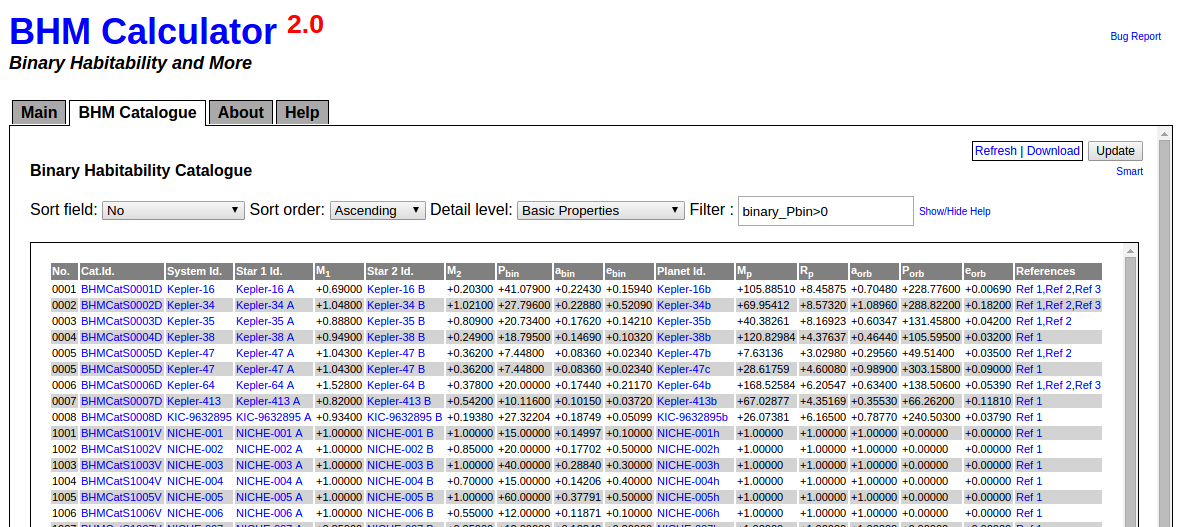 BHM Calculator 2.0
Bug Report
Binary Habitability and More
Main BHM Catalogue About Help
Refresh | Download Update
Binary Habitability Catalogue
Smart
Sort field: No Sort order: Ascending Detail level: Basic Properties Filter : binary_Pbin>0 Show/Hide Help
No. Cat.Id. System Id. Star 1 Id. M1 Star 2 Id. M2 Pbin abin ebin Planet Id. Mp Rp aorb Porb eorb References
0001 BHMCatS0001D Kepler-16 Kepler-16 A +0.69000 Kepler-16 B +0.20300 +41.07900 +0.22430 +0.15940 Kepler-16b +105.88510 +8.45875 +0.70480 +228.77600 +0.00690 Ref 1,Ref 2,Ref 3
0002 BHMCatS0002D Kepler-34 Kepler-34 A +1.04800 Kepler-34 B +1.02100 +27.79600 +0.22880 +0.52090 Kepler-34b +69.95412 +8.57320 +1.08960 +288.82200 +0.18200 Ref 1,Ref 2,Ref 3
0003 BHMCatS0003D Kepler-35 Kepler-35 A +0.88800 Kepler-35 B +0.80900 +20.73400 +0.17620 +0.14210 Kepler-35b +40.38261 +8.16923 +0.60347 +131.45800 +0.04200 Ref 1,Ref 2
0004 BHMCatS0004D Kepler-38 Kepler-38 A +0.94900 Kepler-38 B +0.24900 +18.79500 +0.14690 +0.10320 Kepler-38b +120.82984 +4.37637 +0.46440 +105.59500 +0.03200 Ref 1
0005 BHMCatS0005D Kepler-47 Kepler-47 A +1.04300 Kepler-47 B +0.36200 +7.44800 +0.08360 +0.02340 Kepler-47b +7.63136 +3.02980 +0.29560 +49.51400 +0.03500 Ref 1,Ref 2
0005 BHMCatS0005D Kepler-47 Kepler-47 A +1.04300 Kepler-47 B +0.36200 +7.44800 +0.08360 +0.02340 Kepler-47c +28.61759 +4.60080 +0.98900 +303.15800 +0.09000 Ref 1
0006 BHMCatS0006D Kepler-64 Kepler-64 A +1.52800 Kepler-64 B +0.37800 +20.00000 +0.17440 +0.21170 Kepler-64b +168.52584 +6.20547 +0.63400 +138.50600 +0.05390 Ref 1,Ref 2,Ref 3
0007 BHMCatS0007D Kepler-413 Kepler-413 A +0.82000 Kepler-413 B +0.54200 +10.11600 +0.10150 +0.03720 Kepler-413b +67.02877 +4.35169 +0.35530 +66.26200 +0.11810 Ref 1
0008 BHMCatS0008D KIC-9632895 KIC-9632895 A +0.93400 KIC-9632895 B +0.19380 +27.32204 +0.18749 +0.05099 KIC-9632895b +26.07381 +6.16500 +0.78770 +240.50300 +0.03790 Ref 1
1001 BHMCatS1001V NICHE-001 NICHE-001 A +1.00000 NICHE-001 B +1.00000 +15.00000 +0.14997 +0.10000 NICHE-001h +1.00000 +1.00000 +1.00000 +0.00000 +0.00000 Ref 1
1002 BHMCatS1002V NICHE-002 NICHE-002 A +1.00000 NICHE-002 B +0.85000 +20.00000 +0.17702 +0.50000 NICHE-002h +1.00000 +1.00000 +1.00000 +0.00000 +0.00000 Ref 1
1003 BHMCatS1003V NICHE-003 NICHE-003 A +1.00000 NICHE-003 B +1.00000 +40.00000 +0.28840 +0.30000 NICHE-003h +1.00000 +1.00000 +1.00000 +0.00000 +0.00000 Ref 1
1004 BHMCatS1004V NICHE-004 NICHE-004 A +1.00000 NICHE-004 B +0.70000 +15.00000 +0.14206 +0.40000 NICHE-004h +1.00000 +1.00000 +1.00000 +0.00000 +0.00000 Ref 1
1005 BHMCatS1005V NICHE-005 NICHE-005 A +1.00000 NICHE-005 B +1.00000 +60.00000 +0.37791 +0.50000 NICHE-005h +1.00000 +1.00000 +1.00000 +0.00000 +0.00000 Ref 1
1006 BHMCatS1006V NICHE-006 NICHE-006 A +1.00000 NICHE-006 B +0.55000 +12.00000 +0.11871 +0.10000 NICHE-006h +1.00000 +1.00000 +1.00000 +0.00000 +0.00000 Ref 1